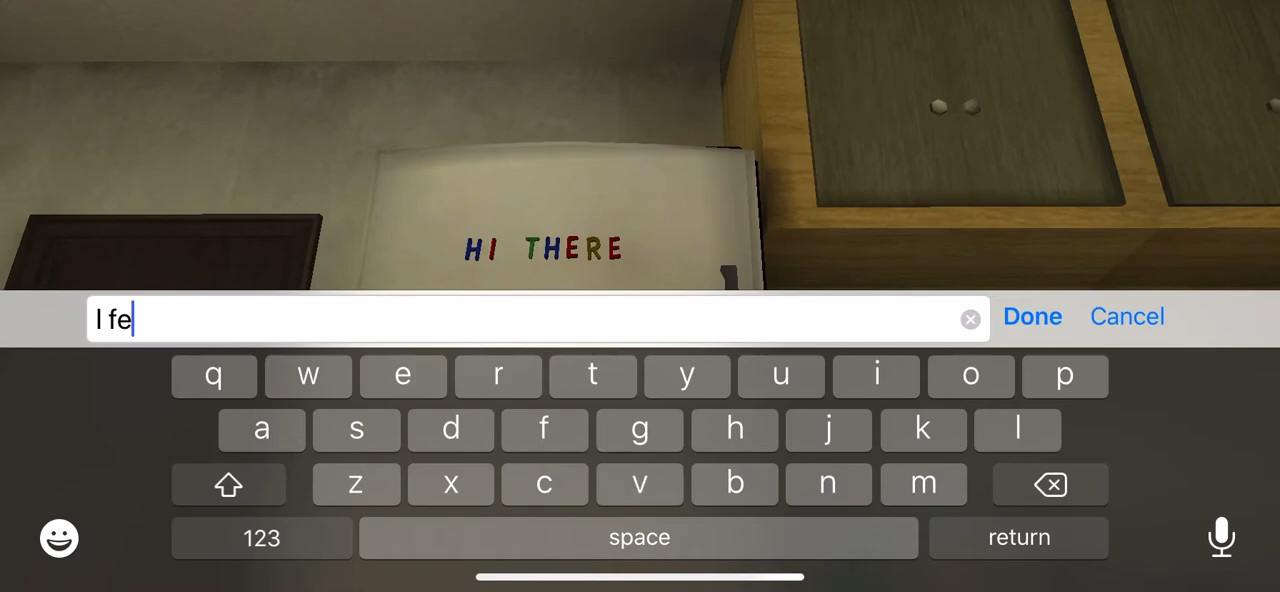 HI THERE
I fe
Done Cancel
q w e r t y u i o p
a s d f g h j k l
z x c v b n m
123 space return